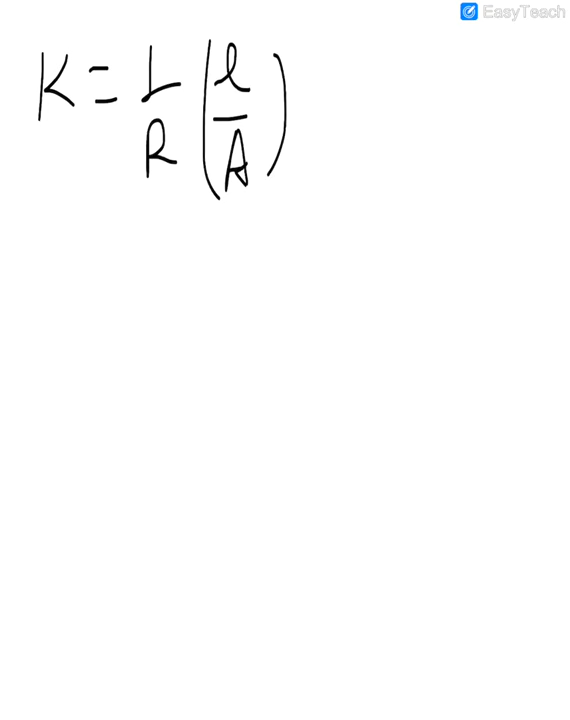 EasyTeach
K = 1/R (l/A)